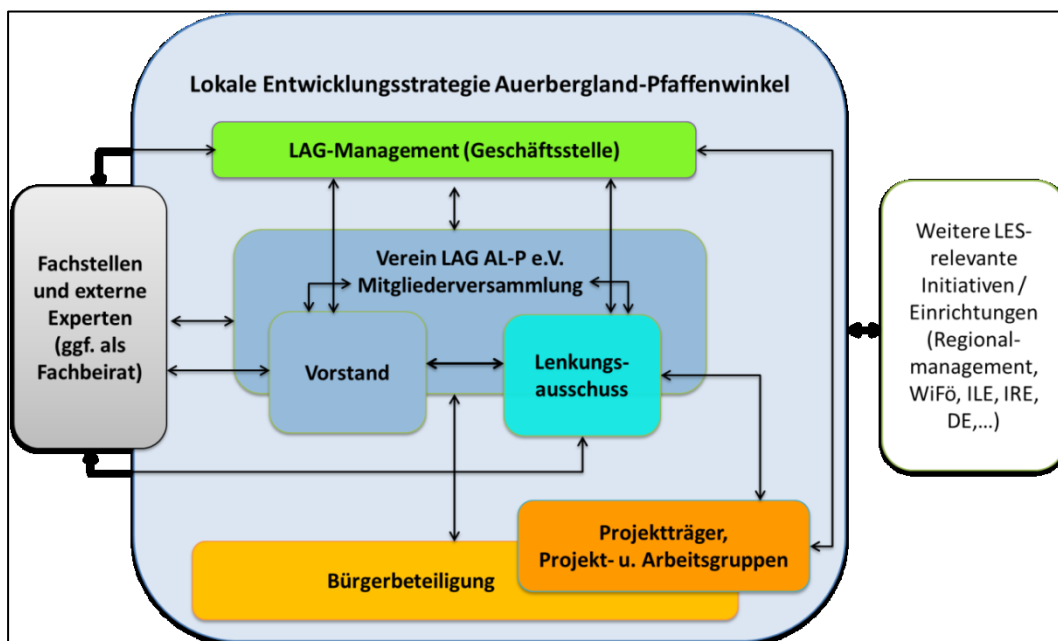 Lokale Entwicklungsstrategie Auerbergland-Pfaffenwinkel
LAG-Management (Geschäftsstelle)
Fachstellen
und externe
Experten
(ggf. als
Fachbeirat)
Verein LAG AL-P e.V.
Mitgliederversammlung
Vorstand
Lenkungs-
ausschuss
Weitere LES-
relevante
Initiativen /
Einrichtungen
(Regional-
management,
WiFö, ILE, IRE,
DE,...)
Projektträger,
Projekt- u. Arbeitsgruppen
Bürgerbeteiligung